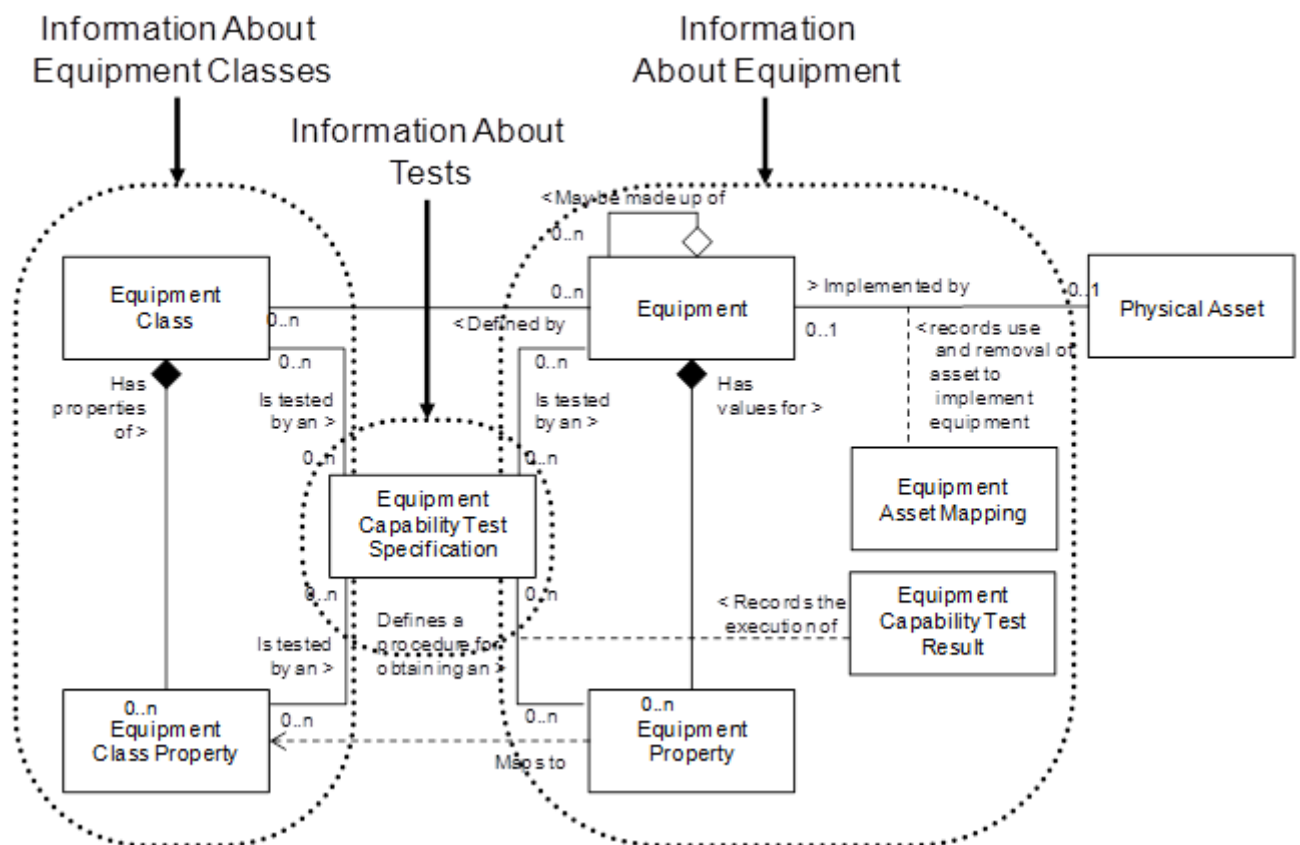 Information About
Equipment Classes
Information
About Equipment
Information About
Tests
< May be made up of
0..n
Equipment
Class
0..n
< Defined by
0..n
Equipment
> Implemented by
0..1
0..1
Physical Asset
< records use
and removal of
asset to
implement
equipment
0..n
Has
properties
of >
Is tested
by an >
0..n
0..n
Is tested
by an >
0..n
Has
values for >
Equipment
Capability Test
Specification
Equipment
Asset Mapping
0..n
0..n
Is tested
by an >
Defines a
procedure for
obtaining an >
< Records the
execution of
Equipment
Capability Test
Result
0..n
Equipment
Class Property
0..n
Maps to
0..n
0..n
Equipment
Property